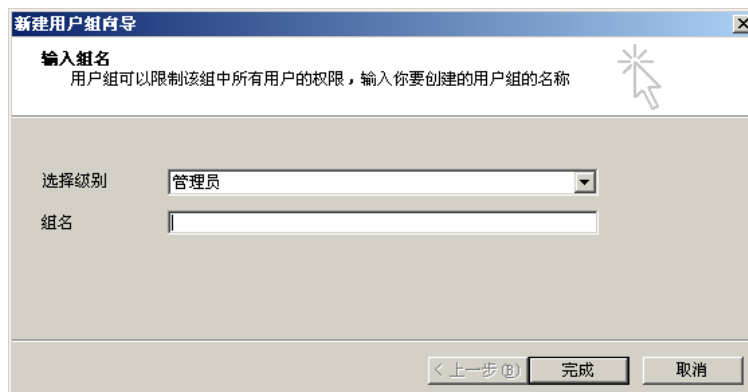 新建用户组向导
输入组名
用户组可以限制该组中所有用户的权限，输入你要创建的用户组的名称
选择级别
管理员
组名
< 上一步(B)
完成
取消